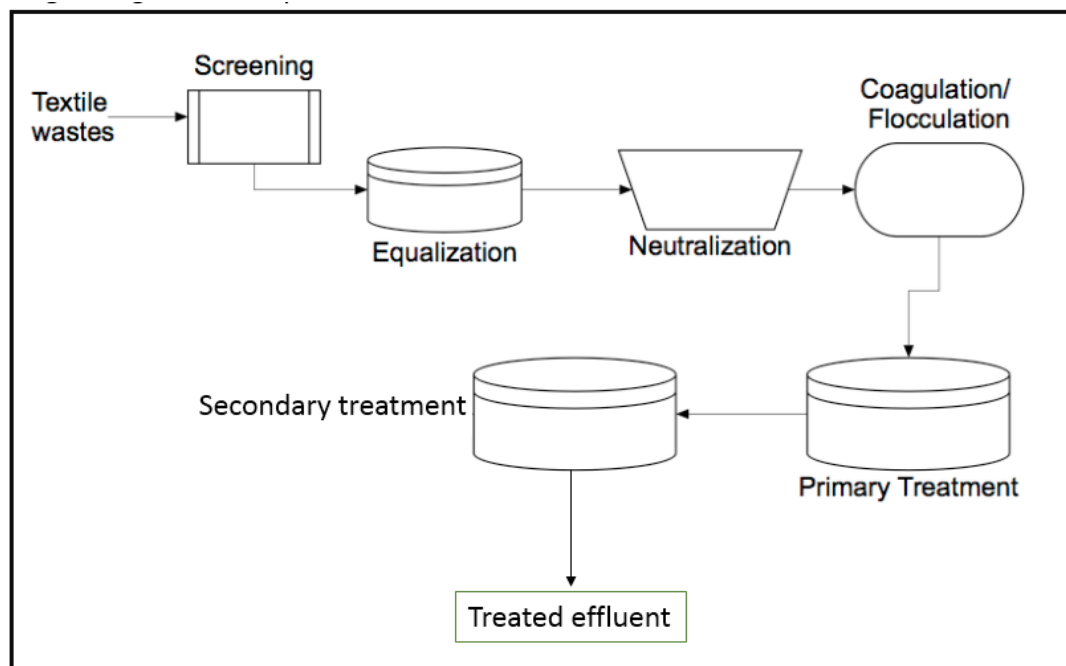 Screening
Textile
wastes
Coagulation/
Flocculation
Equalization
Neutralization
Secondary treatment
Primary Treatment
Treated effluent